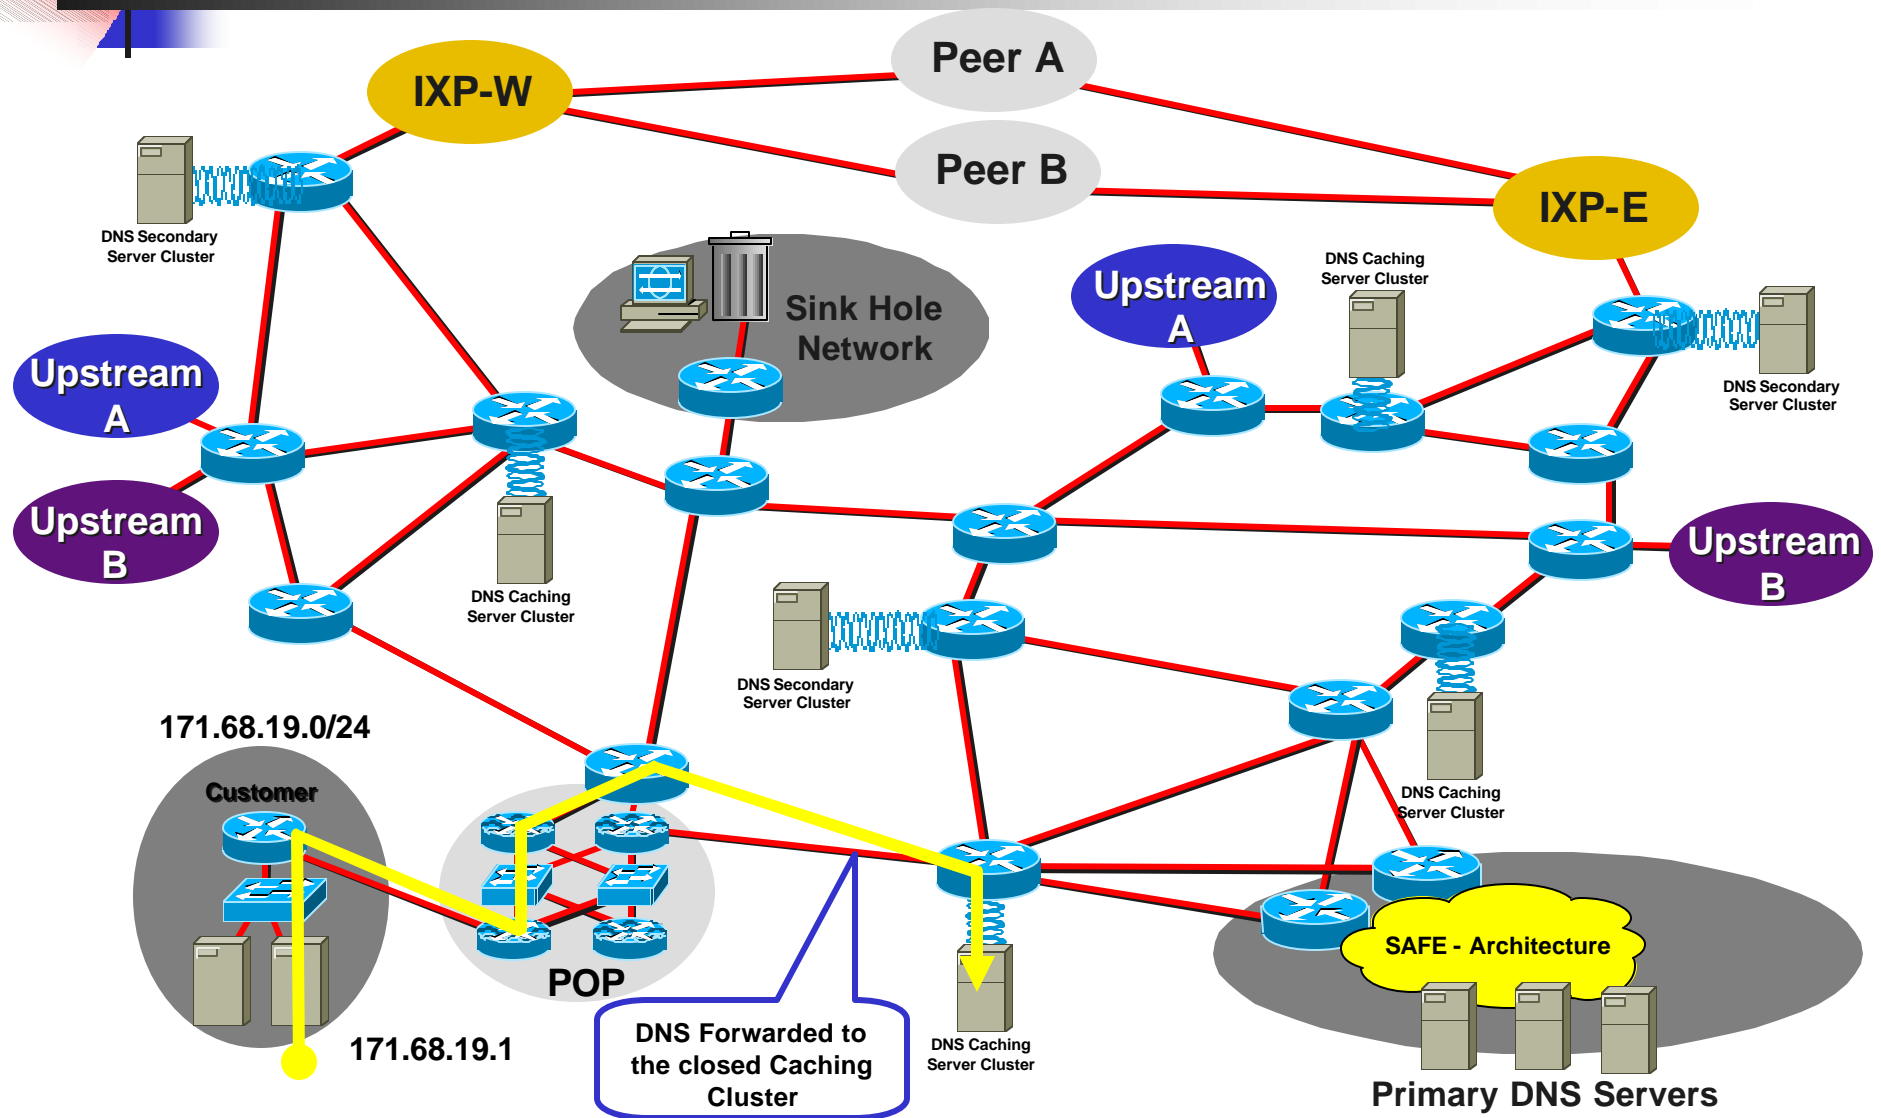 Peer A
IXP-W
Peer B
IXP-E
DNS Secondary
Server Cluster
DNS Caching
Server Cluster
Upstream
A
Sink Hole
Network
Upstream
A
DNS Secondary
Server Cluster
Upstream
B
Upstream
B
DNS Caching
Server Cluster
DNS Secondary
Server Cluster
171.68.19.0/24
Customer
DNS Caching
Server Cluster
SAFE - Architecture
POP
171.68.19.1
DNS Forwarded to
the closed Caching
Cluster
DNS Caching
Server Cluster
Primary DNS Servers